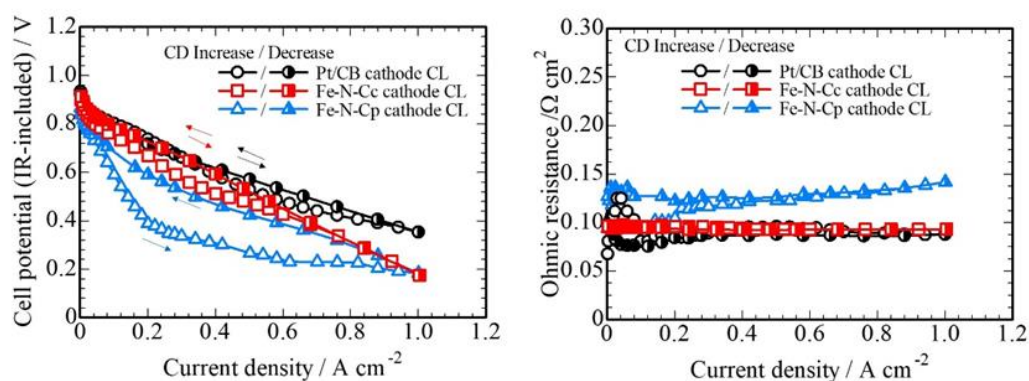 Cell potential (IR-included) / V
1.2
1.0
0.8
0.6
0.4
0.2
0
CD Increase / Decrease
/ Pt/CB cathode CL
/ Fe-N-Cc cathode CL
/ Fe-N-Cp cathode CL
0 0.2 0.4 0.6 0.8 1.0 1.2
Current density / A cm-2
Ohmic resistance /Ω cm2
0.30
0.25
0.20
0.15
0.10
0.05
0
CD Increase / Decrease
/ Pt/CB cathode CL
/ Fe-N-Cc cathode CL
/ Fe-N-Cp cathode CL
0 0.2 0.4 0.6 0.8 1.0 1.2
Current density / A cm-2